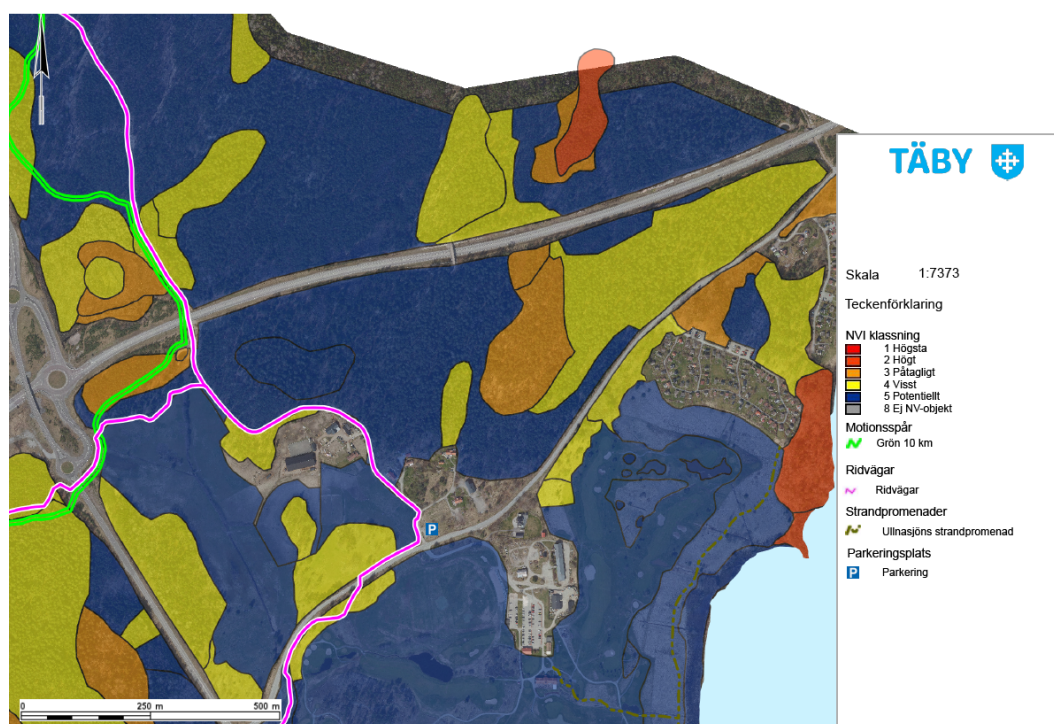 TÄBY
Skala 1:7373
Teckenförklaring
NVI klassning
1 Högsta
2 Högt
3 Påtagligt
4 Visst
5 Potentiellt
8 Ej NV-objekt
Motionsspår
Grön 10 km
Ridvägar
Ridvägar
Strandpromenader
Ullnasjöns strandpromenad
Parkeringsplats
P Parkering
P
0 250 m 500 m